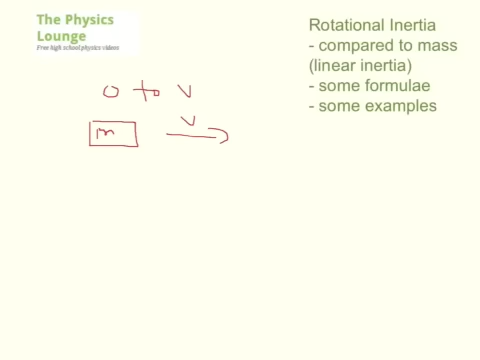 The Physics
Lounge
Free high school physics videos
Rotational Inertia
- compared to mass
(linear inertia)
- some formulae
- some examples
0 to V
m
V